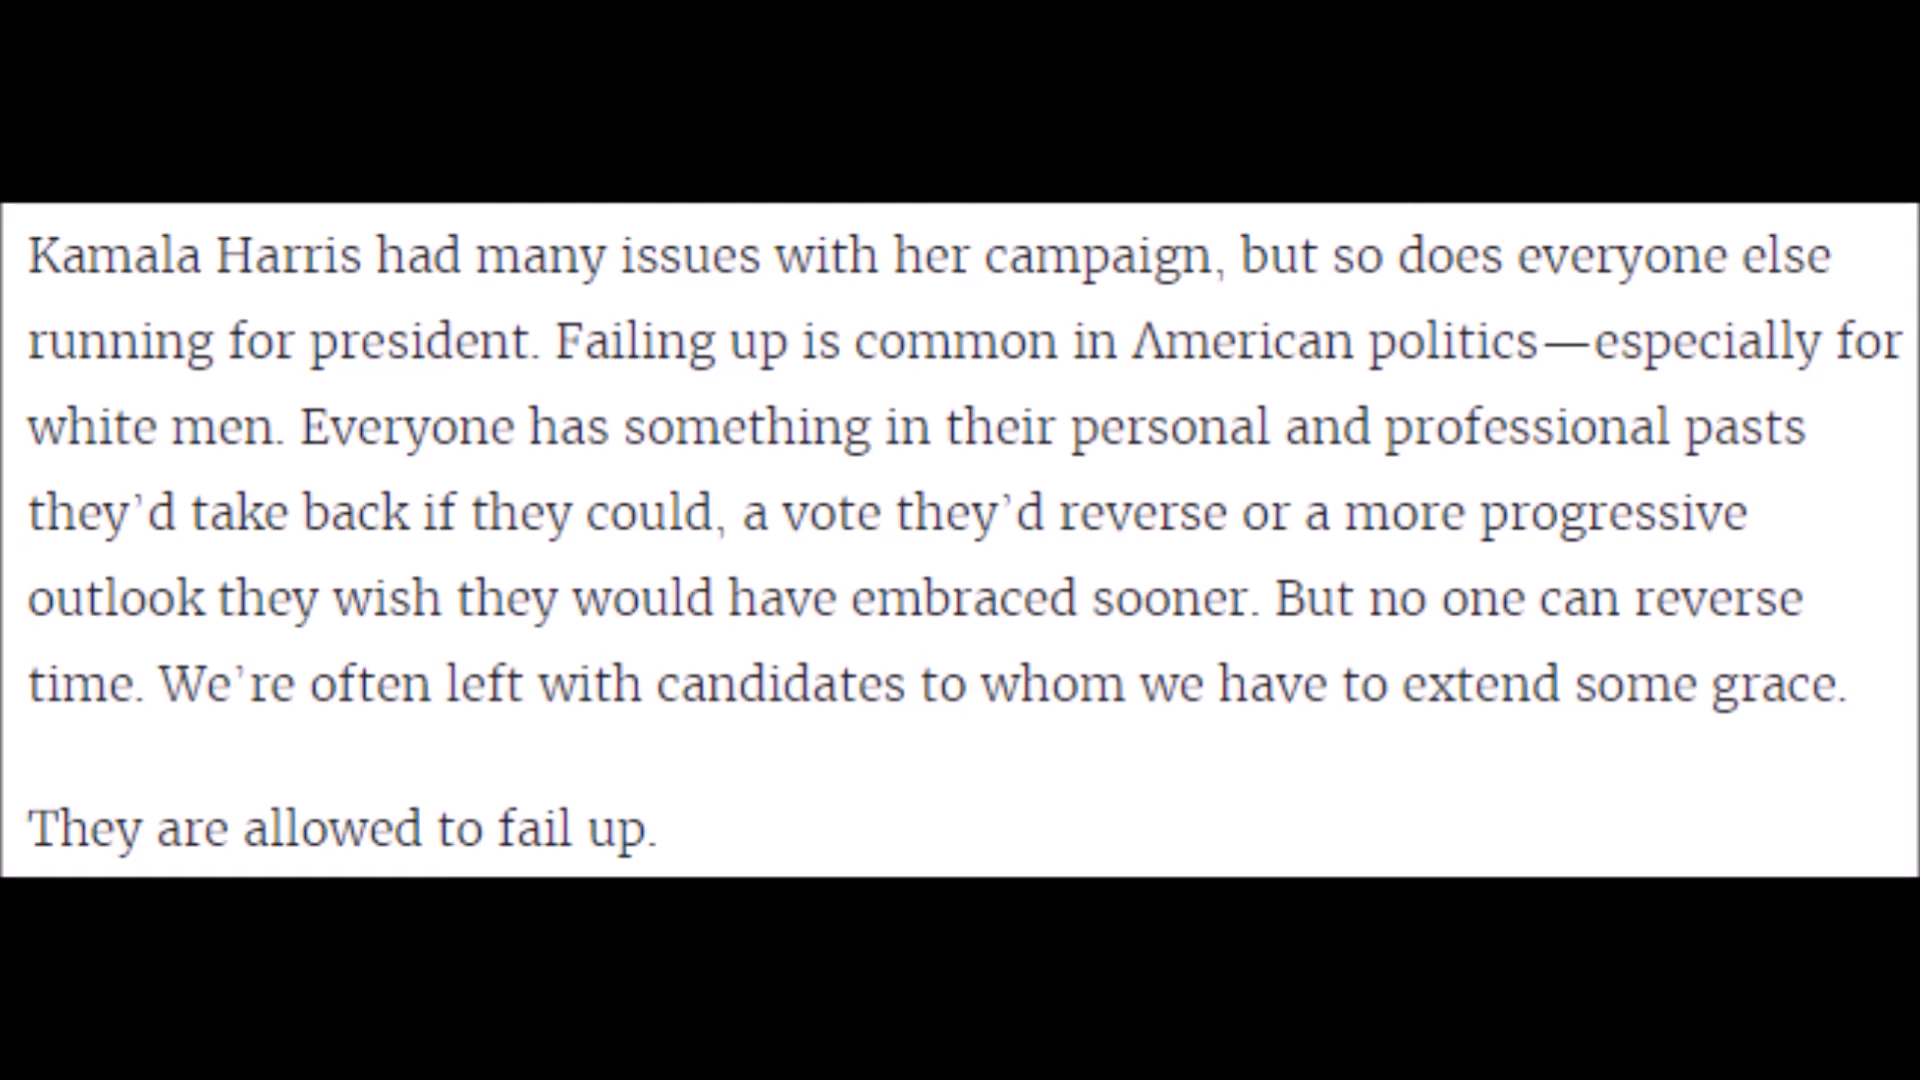 Kamala Harris had many issues with her campaign, but so does everyone else
running for president. Failing up is common in American politics—especially for
white men. Everyone has something in their personal and professional pasts
they’d take back if they could, a vote they’d reverse or a more progressive
outlook they wish they would have embraced sooner. But no one can reverse
time. We’re often left with candidates to whom we have to extend some grace.
They are allowed to fail up.